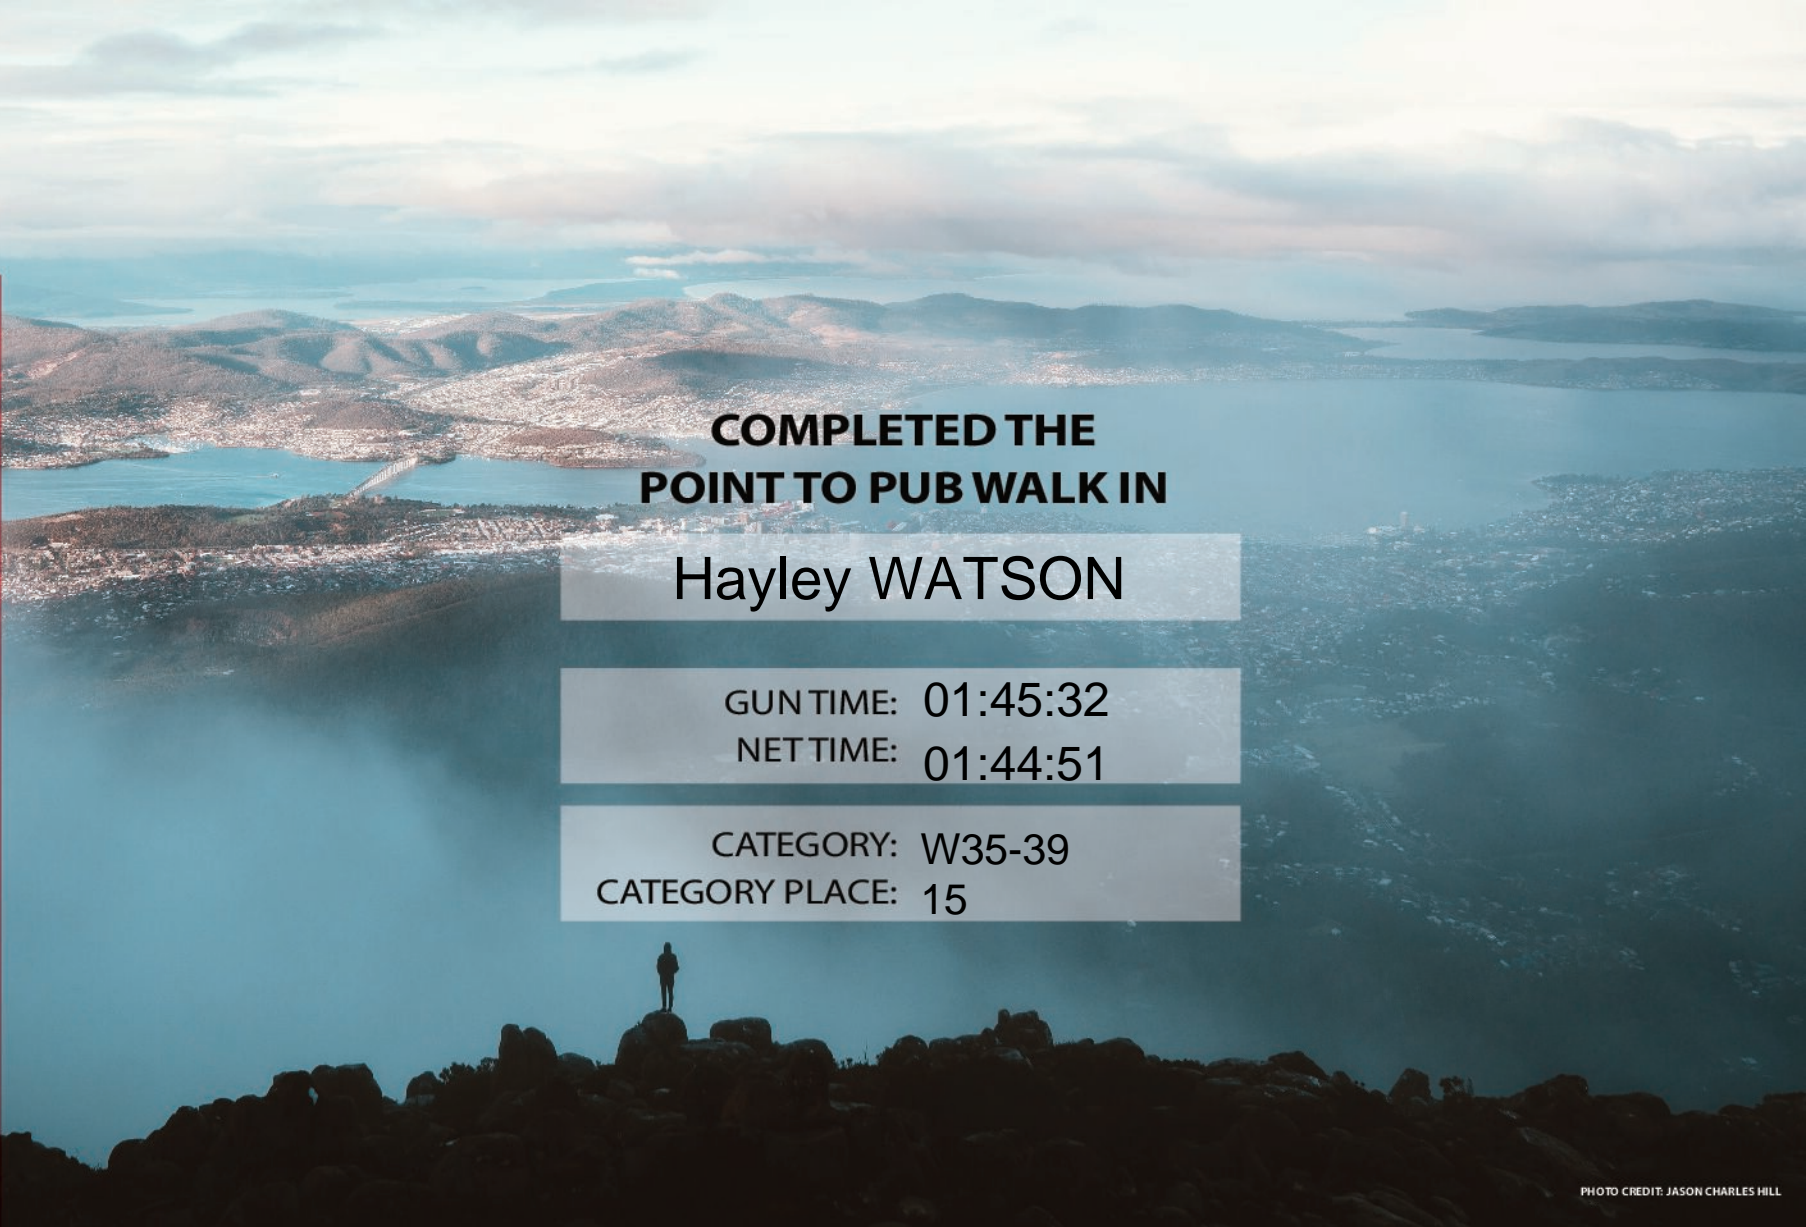 COMPLETED THE
POINT TO PUB WALK IN
Hayley WATSON
GUN TIME: 01:45:32
NET TIME: 01:44:51
CATEGORY: W35-39
CATEGORY PLACE: 15
PHOTO CREDIT: JASON CHARLES HILL